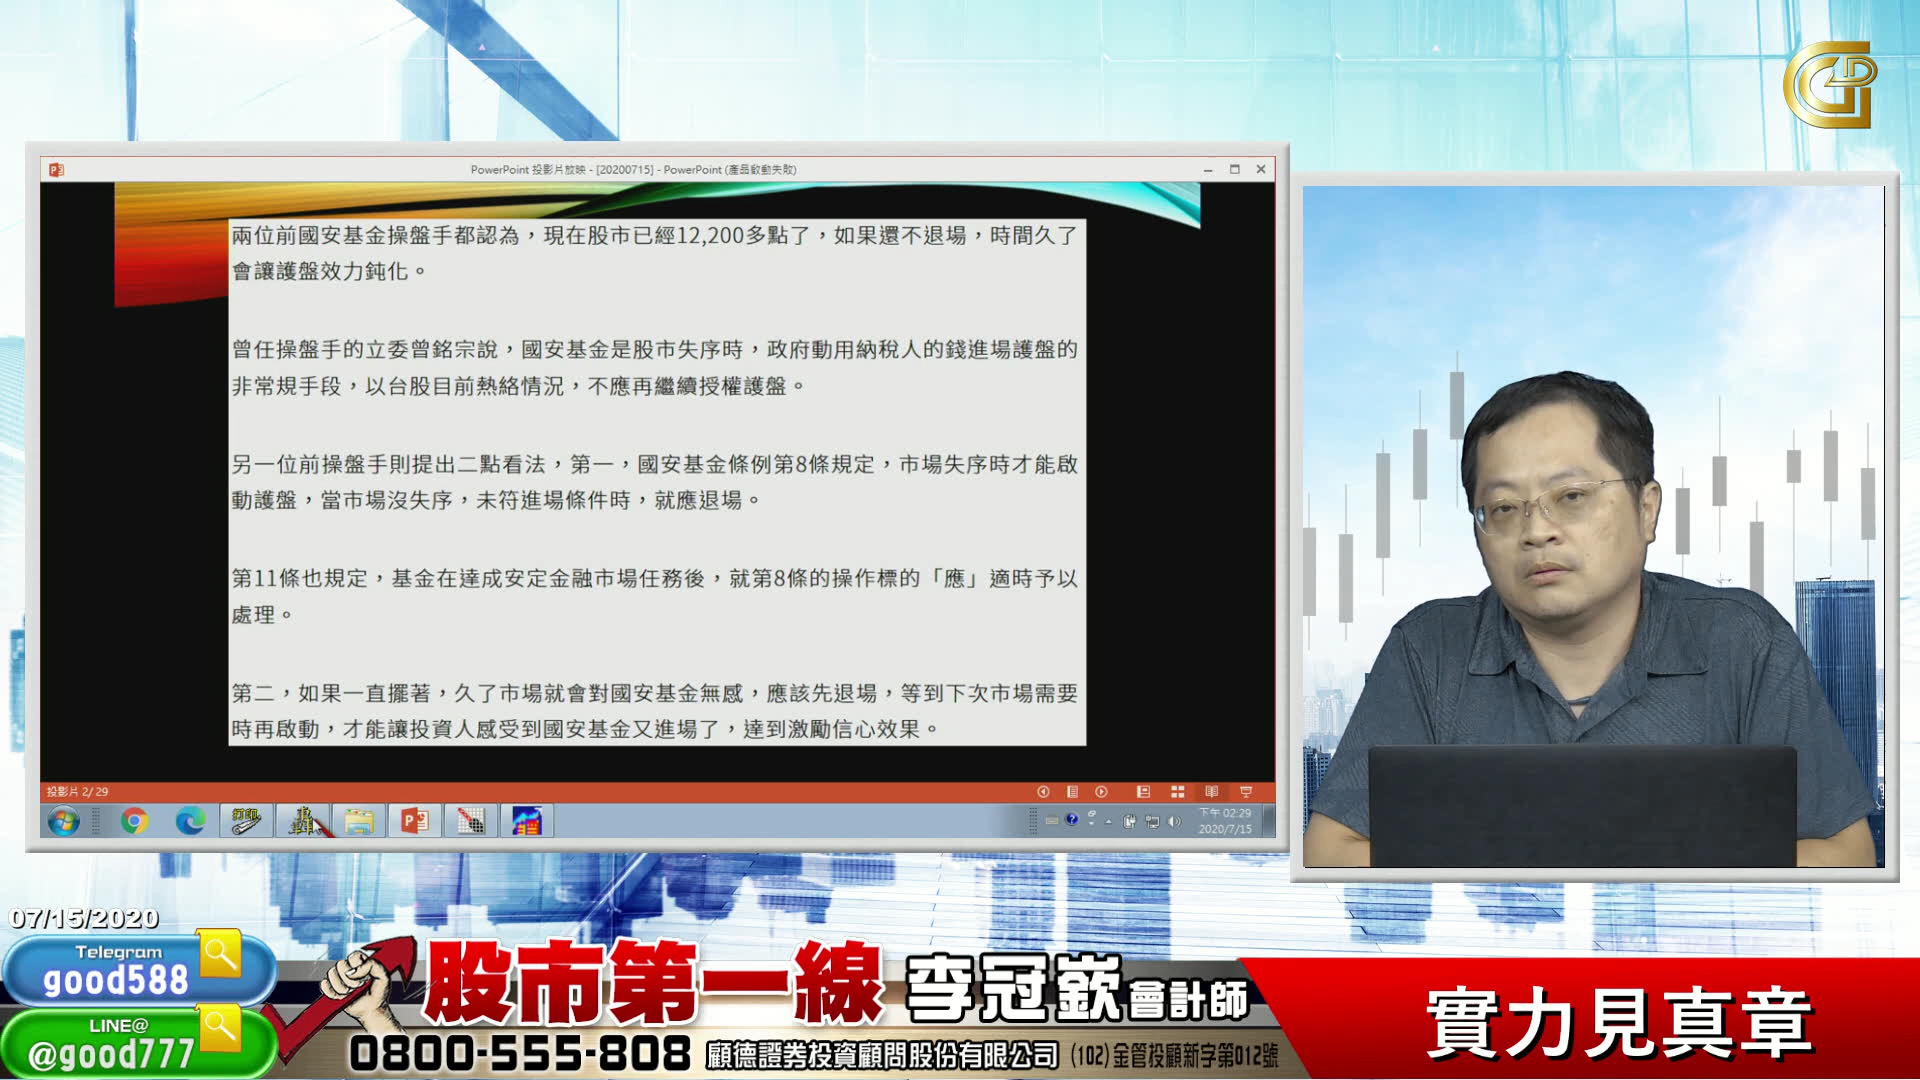 PowerPoint 投影片放映 - [20200715] - PowerPoint (產品啟動失敗)
兩位前國安基金操盤手都認為，現在股市已經12,200多點了，如果還不退場，時間久了
會讓護盤效力鈍化。
曾任操盤手的立委曾銘宗說，國安基金是股市失序時，政府動用納稅人的錢進場護盤的
非常規手段，以台股目前熱絡情況，不應再繼續授權護盤。
另一位前操盤手則提出二點看法，第一，國安基金條例第8條規定，市場失序時才能啟
動護盤，當市場沒失序，未符進場條件時，就應退場。
第11條也規定，基金在達成安定金融市場任務後，就第8條的操作標的「應」適時予以
處理。
第二，如果一直擺著，久了市場就會對國安基金無感，應該先退場，等到下次市場需要
時再啟動，才能讓投資人感受到國安基金又進場了，達到激勵信心效果。
投影片 2/ 29
下午 02:29
2020/7/15
07/15/2020
Telegram
good588
LINE@
@good777
股市第一線 李冠嶔會計師
0800-555-808 顧德證券投資顧問股份有限公司 (102)金管投顧新字第012號
實力見真章